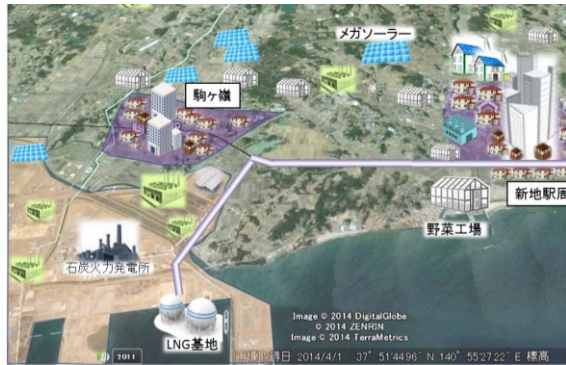 メガソーラー
駒ヶ嶺
新地駅周
野菜工場
石炭火力発電所
LNG基地
Image © 2014 DigitalGlobe
© 2014 ZENRIN
Image © 2014 TerraMetrics
2011
2014/4/1 37°51'44.96" N 140°55'27.22" E 標高